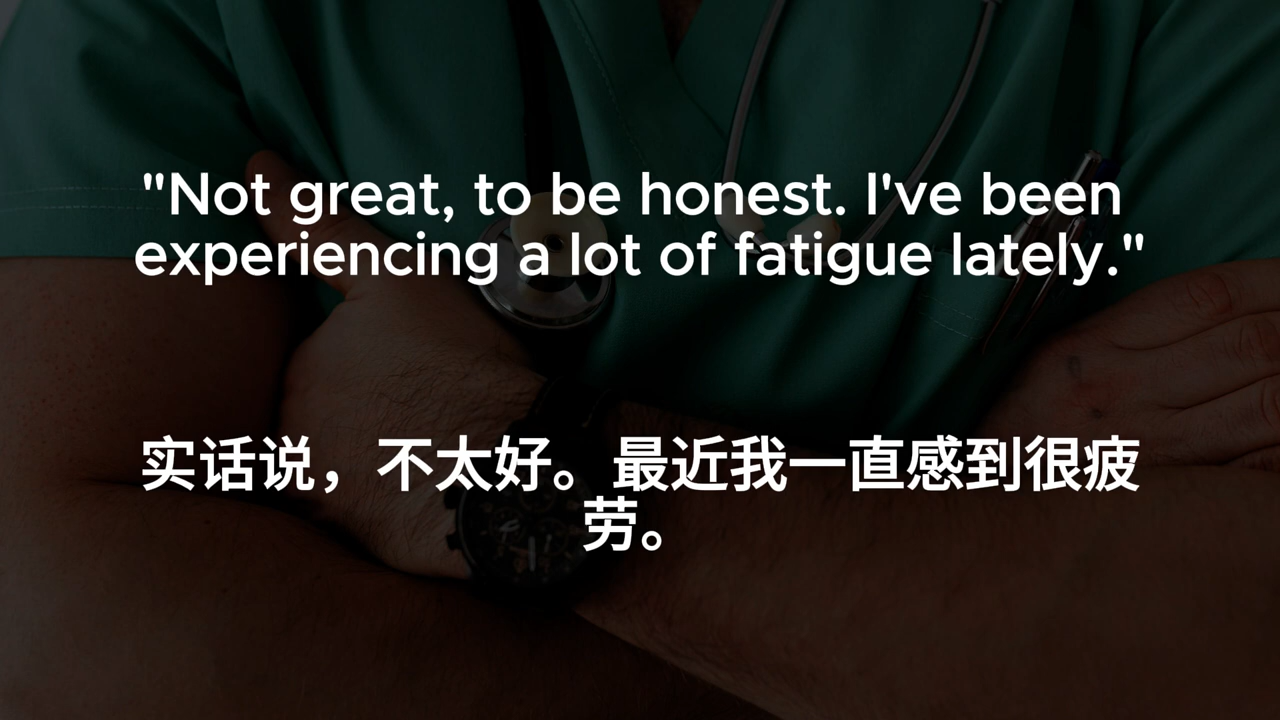 "Not great, to be honest. I've been
experiencing a lot of fatigue lately."
实话说，不太好。最近我一直感到很疲
劳。